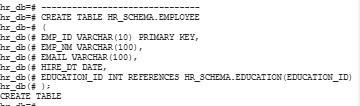 hr_db=# --------------------------------
hr_db=# CREATE TABLE HR_SCHEMA.EMPLOYEE
hr_db=# (
hr_db(# EMP_ID VARCHAR(10) PRIMARY KEY,
hr_db(# EMP_NM VARCHAR(100),
hr_db(# EMAIL VARCHAR(100),
hr_db(# HIRE_DT DATE,
hr_db(# EDUCATION_ID INT REFERENCES HR_SCHEMA.EDUCATION(EDUCATION_ID)
hr_db(# );
CREATE TABLE
hr_db=#